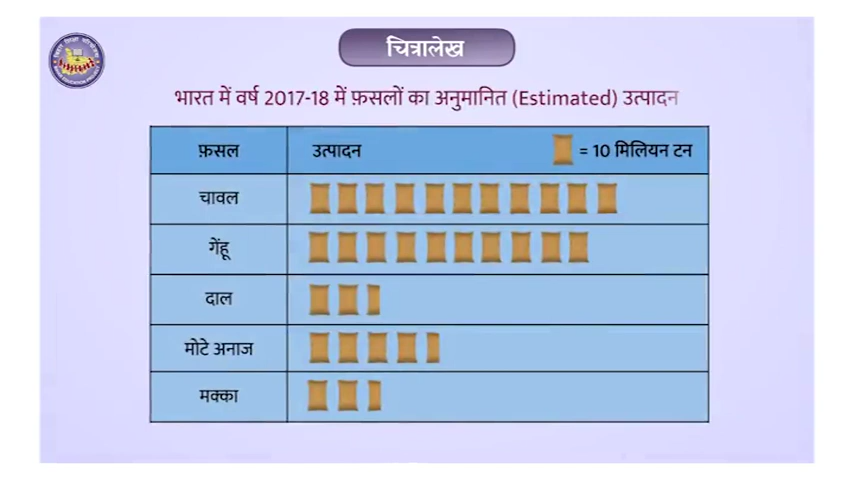 चित्रालेख
भारत में वर्ष 2017-18 में फ़सलों का अनुमानित (Estimated) उत्पादन
फ़सल उत्पादन = 10 मिलियन टन
चावल
गेंहू
दाल
मोटे अनाज
मक्का